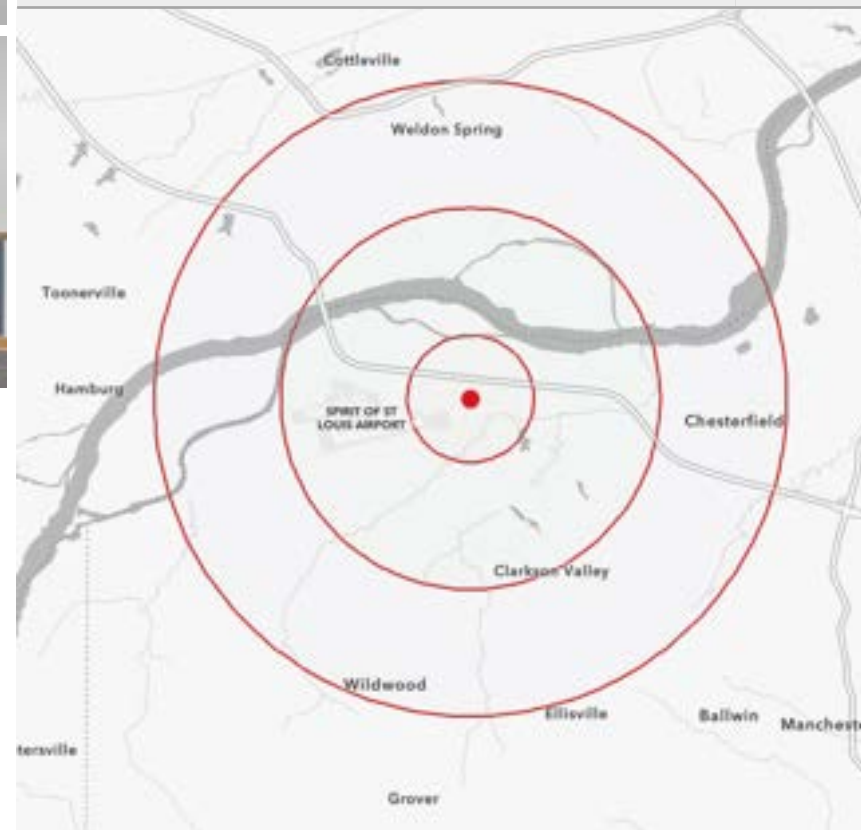 Cottleville
Weldon Spring
Toonerville
Hamburg
SPIRIT OF ST
LOUIS AIRPORT
Chesterfield
Clarkson Valley
Wildwood
Ellisville
Ballwin
Manchest
tersville
Grover